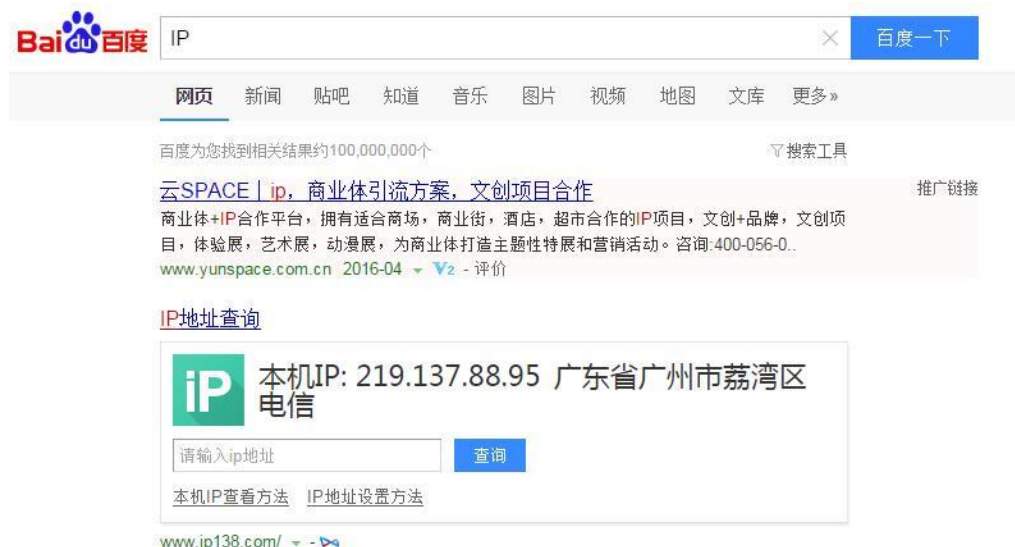 Bai du 百度 IP 百度一下
网页 新闻 贴吧 知道 音乐 图片 视频 地图 文库 更多»
百度为您找到相关结果约100,000,000个 搜索工具
云SPACE | ip，商业体引流方案，文创项目合作 推广链接
商业体+IP合作平台，拥有适合商场，商业街，酒店，超市合作的IP项目，文创+品牌，文创项
目，体验展，艺术展，动漫展，为商业体打造主题性特展和营销活动。咨询:400-056-0..
www.yunspace.com.cn 2016-04 V2 - 评价
IP地址查询
iP 本机IP: 219.137.88.95 广东省广州市荔湾区
电信
请输入ip地址 查询
本机IP查看方法 IP地址设置方法
www.ip138.com/ -